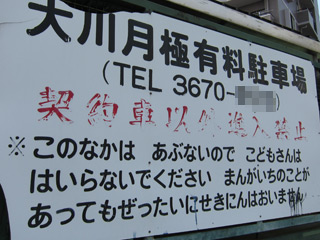 大川月極有料駐車場
(TEL 3670-
契約車以外進入禁止
※このなかは あぶないので こどもさんは
はいらないでください まんがいちのことが
あってもぜったいにせきにんはおいません